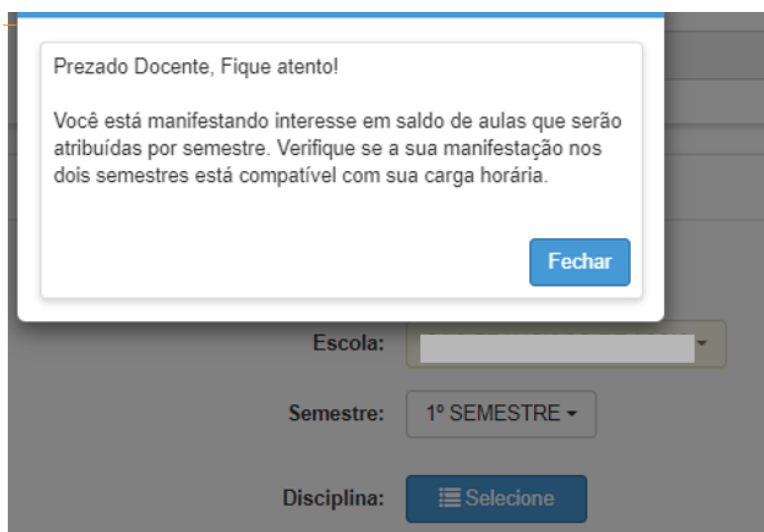 Prezado Docente, Fique atento!
Você está manifestando interesse em saldo de aulas que serão
atribuídas por semestre. Verifique se a sua manifestação nos
dois semestres está compatível com sua carga horária.
Fechar
Escola:
Semestre: 1º SEMESTRE
Disciplina: Selecione